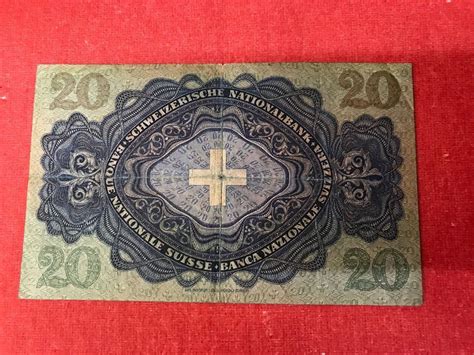 20 20
SCHWEIZERISCHE NATIONALBANK
BANQUE NATIONALE SUISSE · BANCA NAZIONALE SVIZZERA
20 20